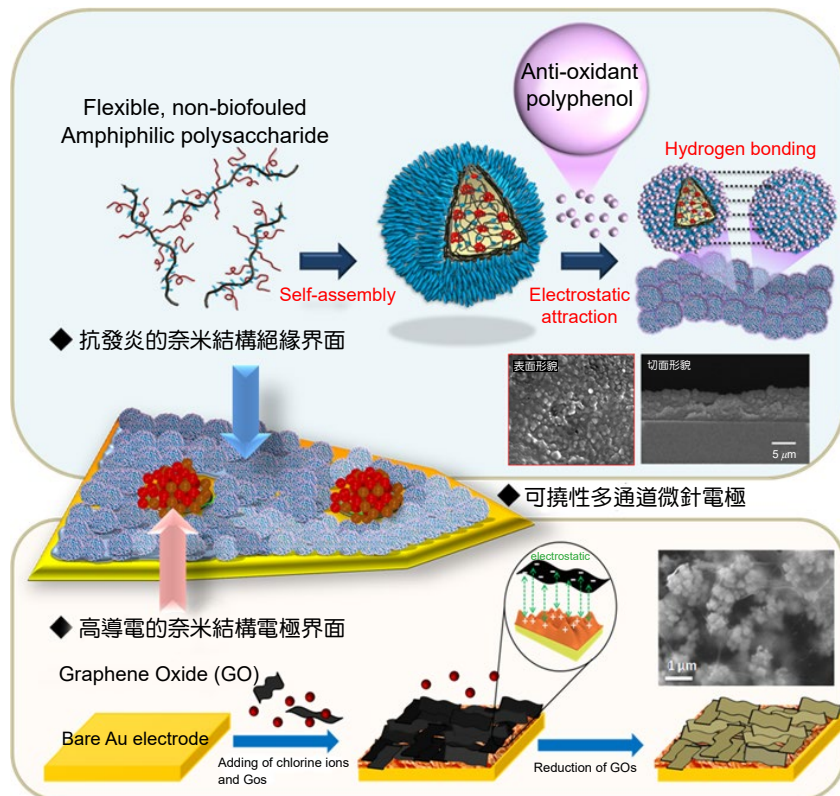 Anti-oxidant
polyphenol
Flexible, non-biofouled
Amphiphilic polysaccharide
Hydrogen bonding
Self-assembly
Electrostatic
attraction
◆ 抗發炎的奈米結構絕緣界面
表面形貌
切面形貌
5 μm
◆ 可撓性多通道微針電極
electrostatic
◆ 高導電的奈米結構電極界面
1 μm
Graphene Oxide (GO)
Bare Au electrode
Adding of chlorine ions
and Gos
Reduction of GOs